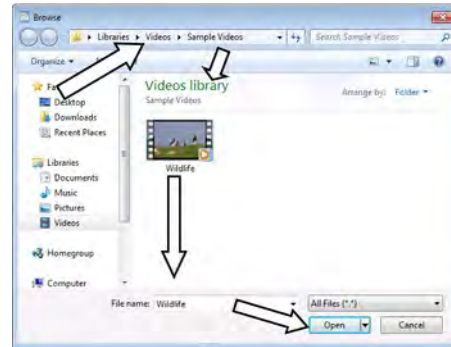 Browse
Libraries ▸ Videos ▸ Sample Videos
Search Sample Videos
Organize
Videos library
Sample Videos
Arrange by: Folder
Desktop
Downloads
Recent Places
Libraries
Documents
Music
Pictures
Videos
Homegroup
Computer
Wildlife
File name: Wildlife
All Files (*.*)
Open
Cancel